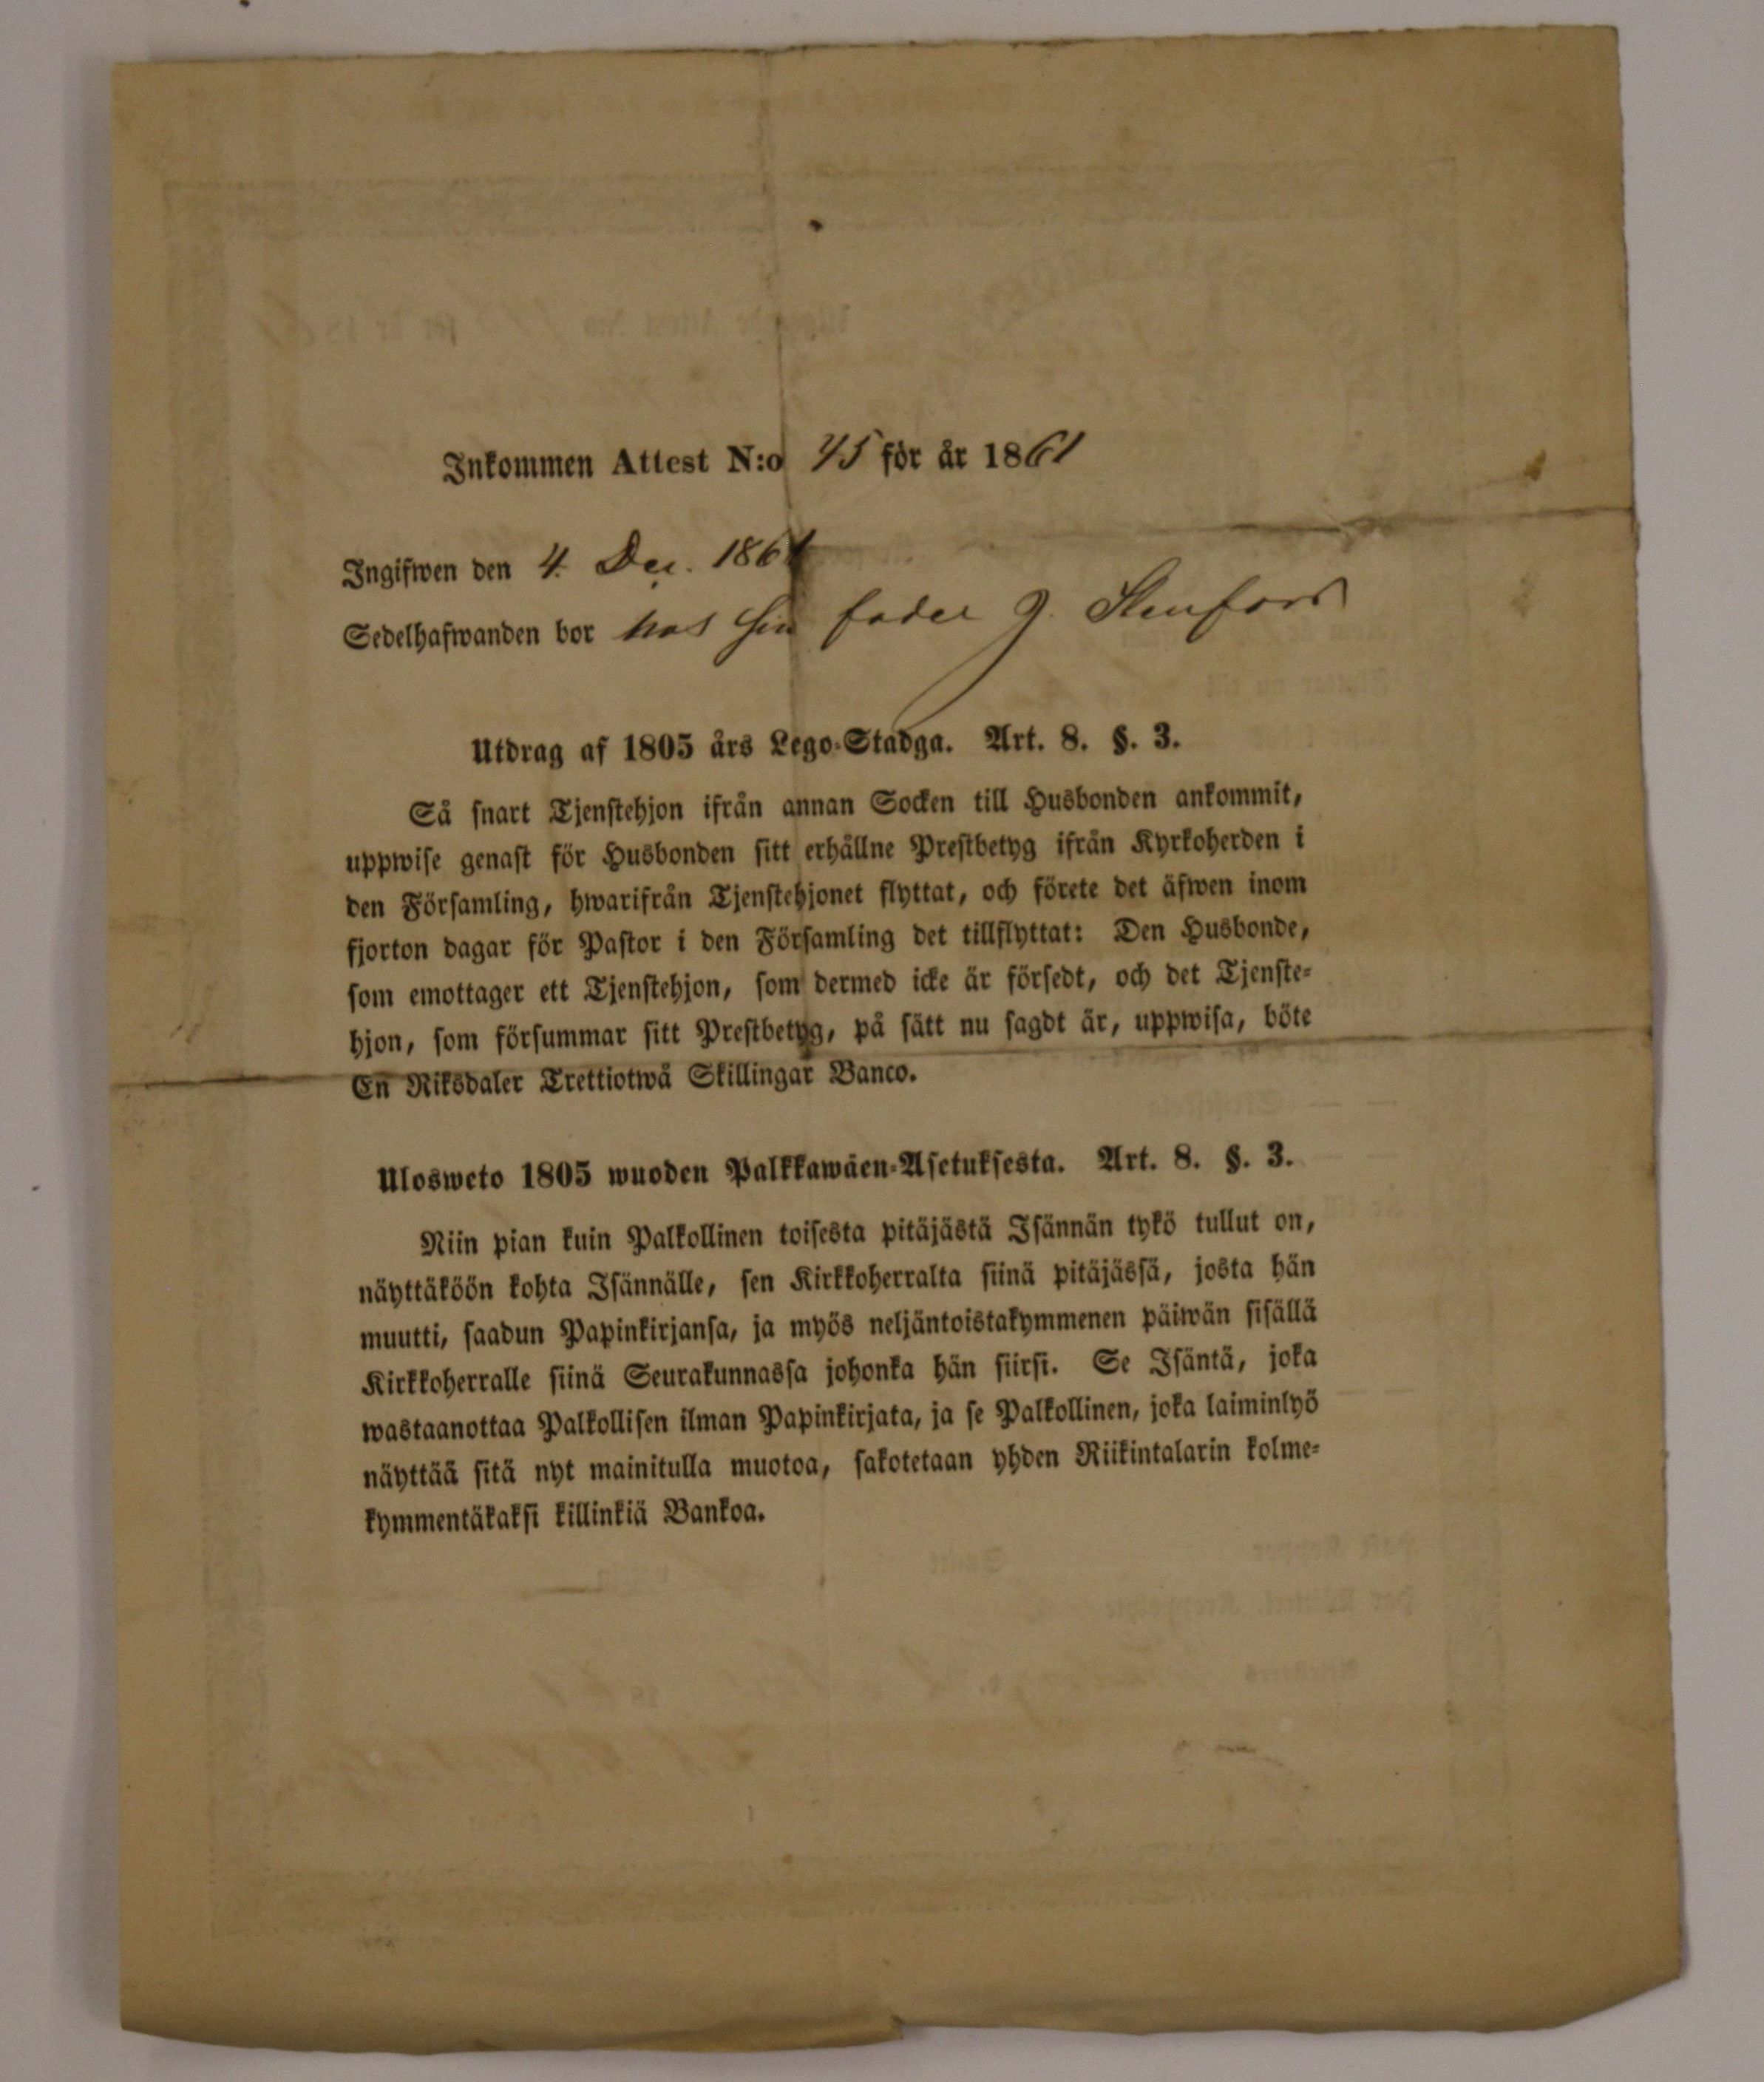 Inkommen Attest N:o 45 för år 1861
Ingifwen den 4. Dec. 1861
Sedelhafwanden bor hos sin fader J. Stenfors
Utdrag af 1805 års Lego-Stadga. Art. 8. §. 3.
Så snart Tjenstehjon ifrån annan Socken till Husbonden ankommit,
uppwise genast för Husbonden sitt erhållne Prestbetyg ifrån Kyrkoherden i
den Församling, hwarifrån Tjenstehjonet flyttat, och förete det äfwen inom
fjorton dagar för Pastor i den Församling det tillflyttat: Den Husbonde,
som emottager ett Tjenstehjon, som dermed icke är försedt, och det Tjenste-
hjon, som försummar sitt Prestbetyg, på sätt nu sagdt är, uppwisa, böte
En Riksdaler Trettiotwå Skillingar Banco.
Ulosweto 1805 wuoden Palkkawäen-Asetuksesta. Art. 8. §. 3.
Niin pian kuin Palkollinen toisesta pitäjästä Isännän tykö tullut on,
näyttäköön kohta Isännälle, sen Kirkkoherralta siinä pitäjässä, josta hän
muutti, saadun Papinkirjansa, ja myös neljäntoistakymmenen päiwän sisällä
Kirkkoherralle siinä Seurakunnassa johonka hän siirsi. Se Isäntä, joka
wastaanottaa Palkollisen ilman Papinkirjata, ja se Palkollinen, joka laiminlyö
näyttää sitä nyt mainitulla muotoa, sakotetaan yhden Riikintalarin kolme-
kymmentäkaksi killinkiä Bankoa.